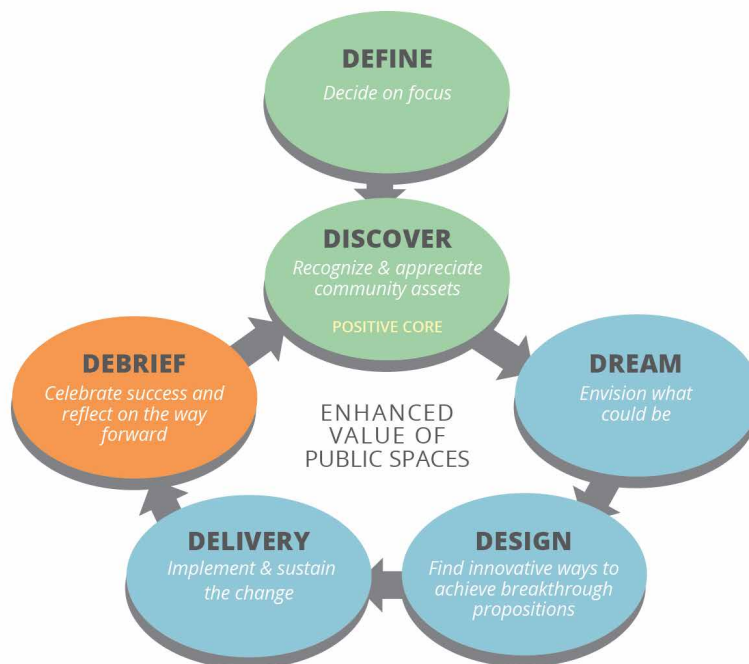 DEFINE
Decide on focus
DISCOVER
Recognize & appreciate
community assets
POSITIVE CORE
DREAM
Envision what
could be
DESIGN
Find innovative ways to
achieve breakthrough
propositions
DELIVERY
Implement & sustain
the change
DEBRIEF
Celebrate success and
reflect on the way
forward
ENHANCED
VALUE OF
PUBLIC SPACES